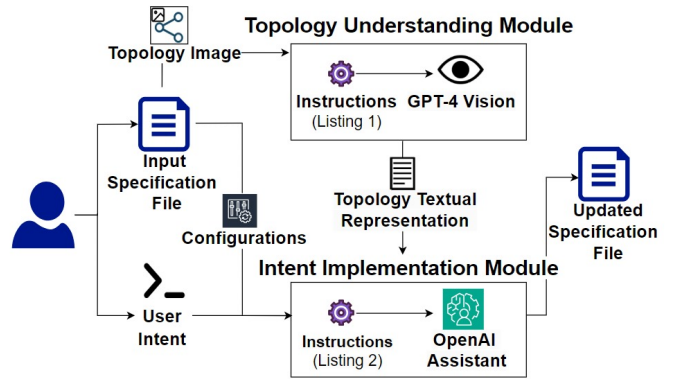 Topology Understanding Module
Topology Image
Instructions
(Listing 1)
GPT-4 Vision
Input
Specification
File
Topology Textual
Representation
Updated
Specification
File
Configurations
Intent Implementation Module
User
Intent
Instructions
(Listing 2)
OpenAI
Assistant